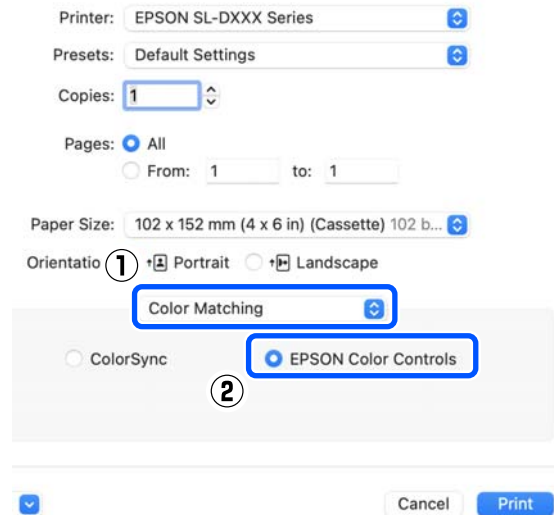 Printer: EPSON SL-DXXX Series
Presets: Default Settings
Copies: 1
Pages: All
From: 1 to: 1
Paper Size: 102 x 152 mm (4 x 6 in) (Cassette) 102 b...
Orientatio ① Portrait Landscape
Color Matching
ColorSync EPSON Color Controls
②
Cancel Print